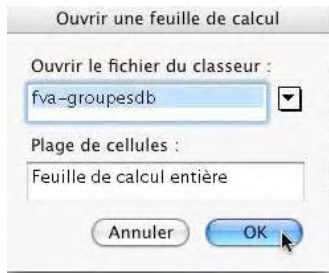 Ouvrir une feuille de calcul
Ouvrir le fichier du classeur :
fva-groupesdb
Plage de cellules :
Feuille de calcul entière
Annuler
OK